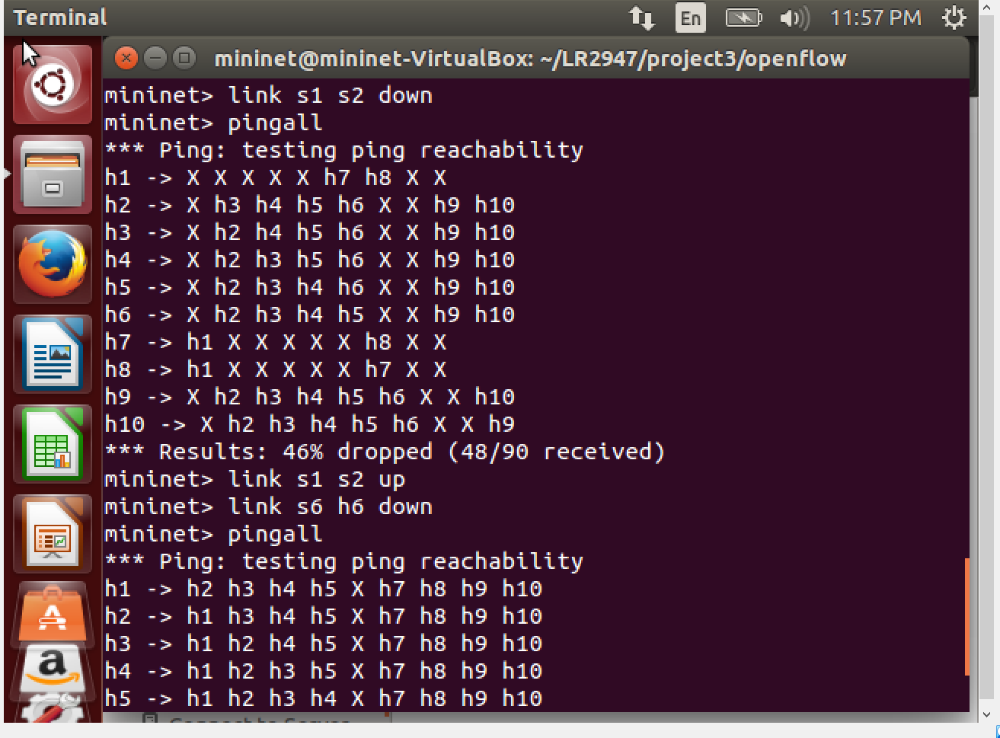 Terminal
En
11:57 PM
mininet@mininet-VirtualBox: ~/LR2947/project3/openflow
mininet> link s1 s2 down
mininet> pingall
*** Ping: testing ping reachability
h1 -> X X X X X h7 h8 X X
h2 -> X h3 h4 h5 h6 X X h9 h10
h3 -> X h2 h4 h5 h6 X X h9 h10
h4 -> X h2 h3 h5 h6 X X h9 h10
h5 -> X h2 h3 h4 h6 X X h9 h10
h6 -> X h2 h3 h4 h5 X X h9 h10
h7 -> h1 X X X X X h8 X X
h8 -> h1 X X X X X h7 X X
h9 -> X h2 h3 h4 h5 h6 X X h10
h10 -> X h2 h3 h4 h5 h6 X X h9
*** Results: 46% dropped (48/90 received)
mininet> link s1 s2 up
mininet> link s6 h6 down
mininet> pingall
*** Ping: testing ping reachability
h1 -> h2 h3 h4 h5 X h7 h8 h9 h10
h2 -> h1 h3 h4 h5 X h7 h8 h9 h10
h3 -> h1 h2 h4 h5 X h7 h8 h9 h10
h4 -> h1 h2 h3 h5 X h7 h8 h9 h10
h5 -> h1 h2 h3 h4 X h7 h8 h9 h10
Connect to Server